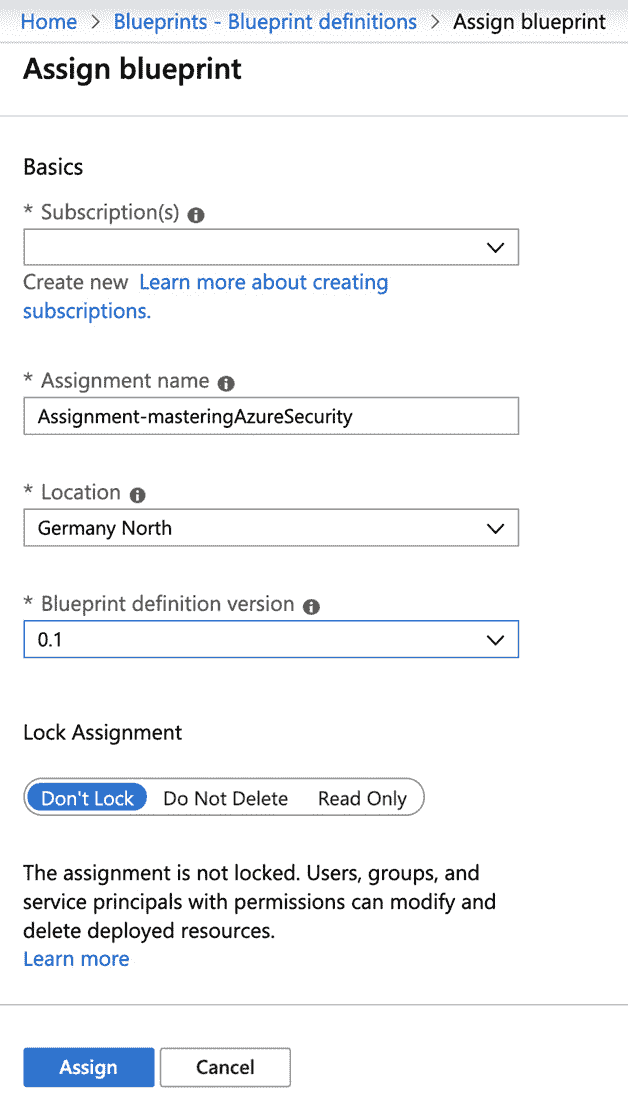 Home > Blueprints - Blueprint definitions > Assign blueprint
Assign blueprint
Basics
* Subscription(s)
Create new Learn more about creating
subscriptions.
* Assignment name
Assignment-masteringAzureSecurity
* Location
Germany North
* Blueprint definition version
0.1
Lock Assignment
Don't Lock Do Not Delete Read Only
The assignment is not locked. Users, groups, and
service principals with permissions can modify and
delete deployed resources.
Learn more
Assign Cancel